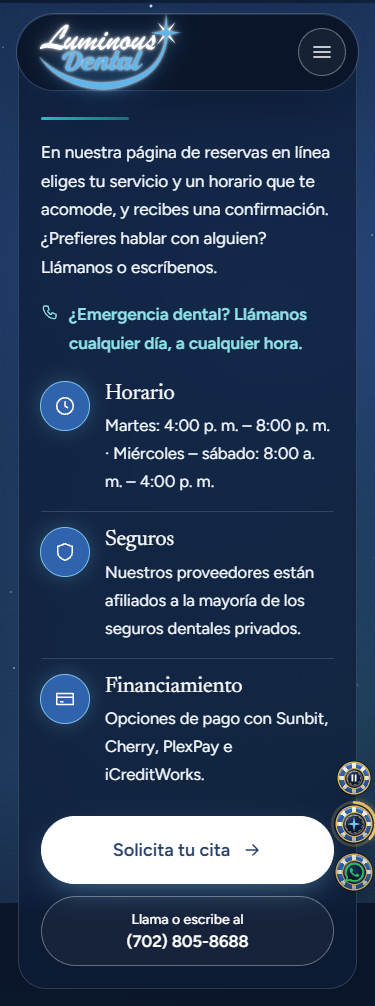 Luminous
Dental
En nuestra página de reservas en línea
eliges tu servicio y un horario que te
acomode, y recibes una confirmación.
¿Prefieres hablar con alguien?
Llámanos o escríbenos.
¿Emergencia dental? Llámanos
cualquier día, a cualquier hora.
Horario
Martes: 4:00 p. m. – 8:00 p. m.
· Miércoles – sábado: 8:00 a.
m. – 4:00 p. m.
Seguros
Nuestros proveedores están
afiliados a la mayoría de los
seguros dentales privados.
Financiamiento
Opciones de pago con Sunbit,
Cherry, PlexPay e
iCreditWorks.
Solicita tu cita →
Llama o escribe al
(702) 805-8688